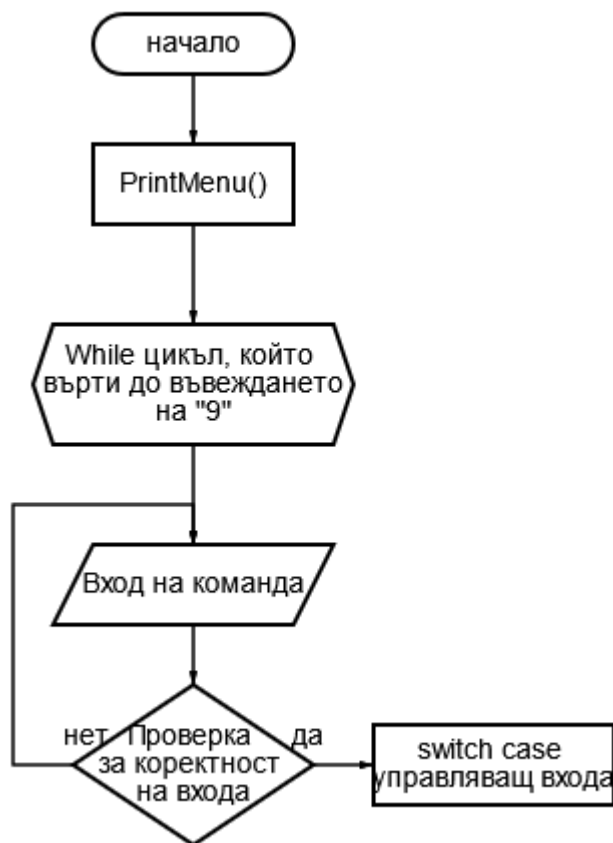 начало
PrintMenu()
While цикъл, който
върти до въвеждането
на "9"
Вход на команда
нет
Проверка
за коректност
на входа
да
switch case
управляващ входа